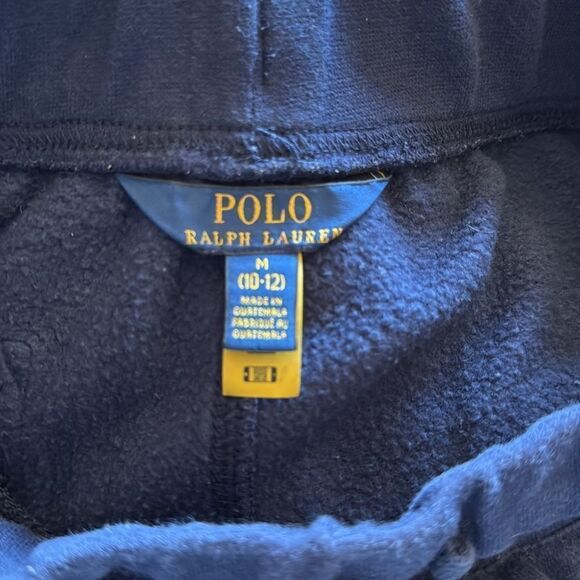 POLO
RALPH LAUREN
M
(10-12)
MADE IN
GUATEMALA
FABRIQUÉ AU
GUATEMALA